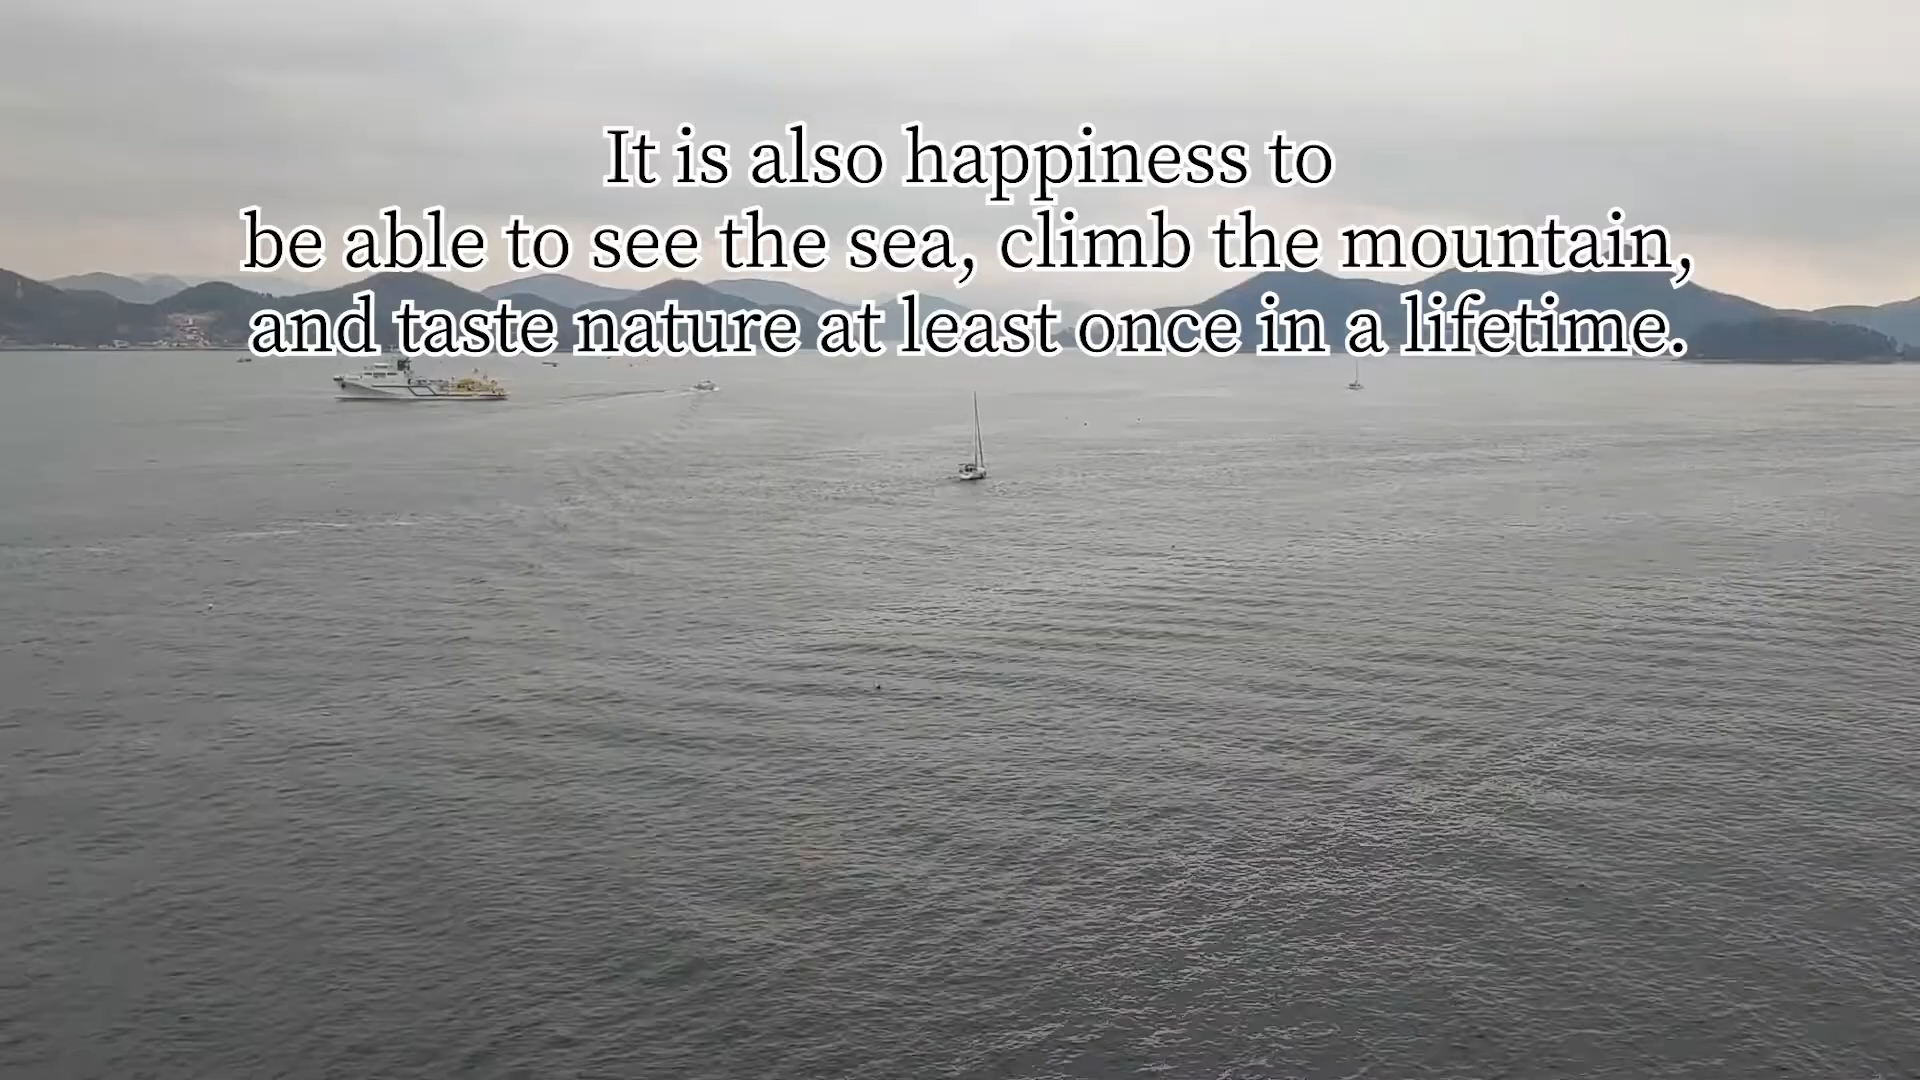 It is also happiness to
be able to see the sea, climb the mountain,
and taste nature at least once in a lifetime.